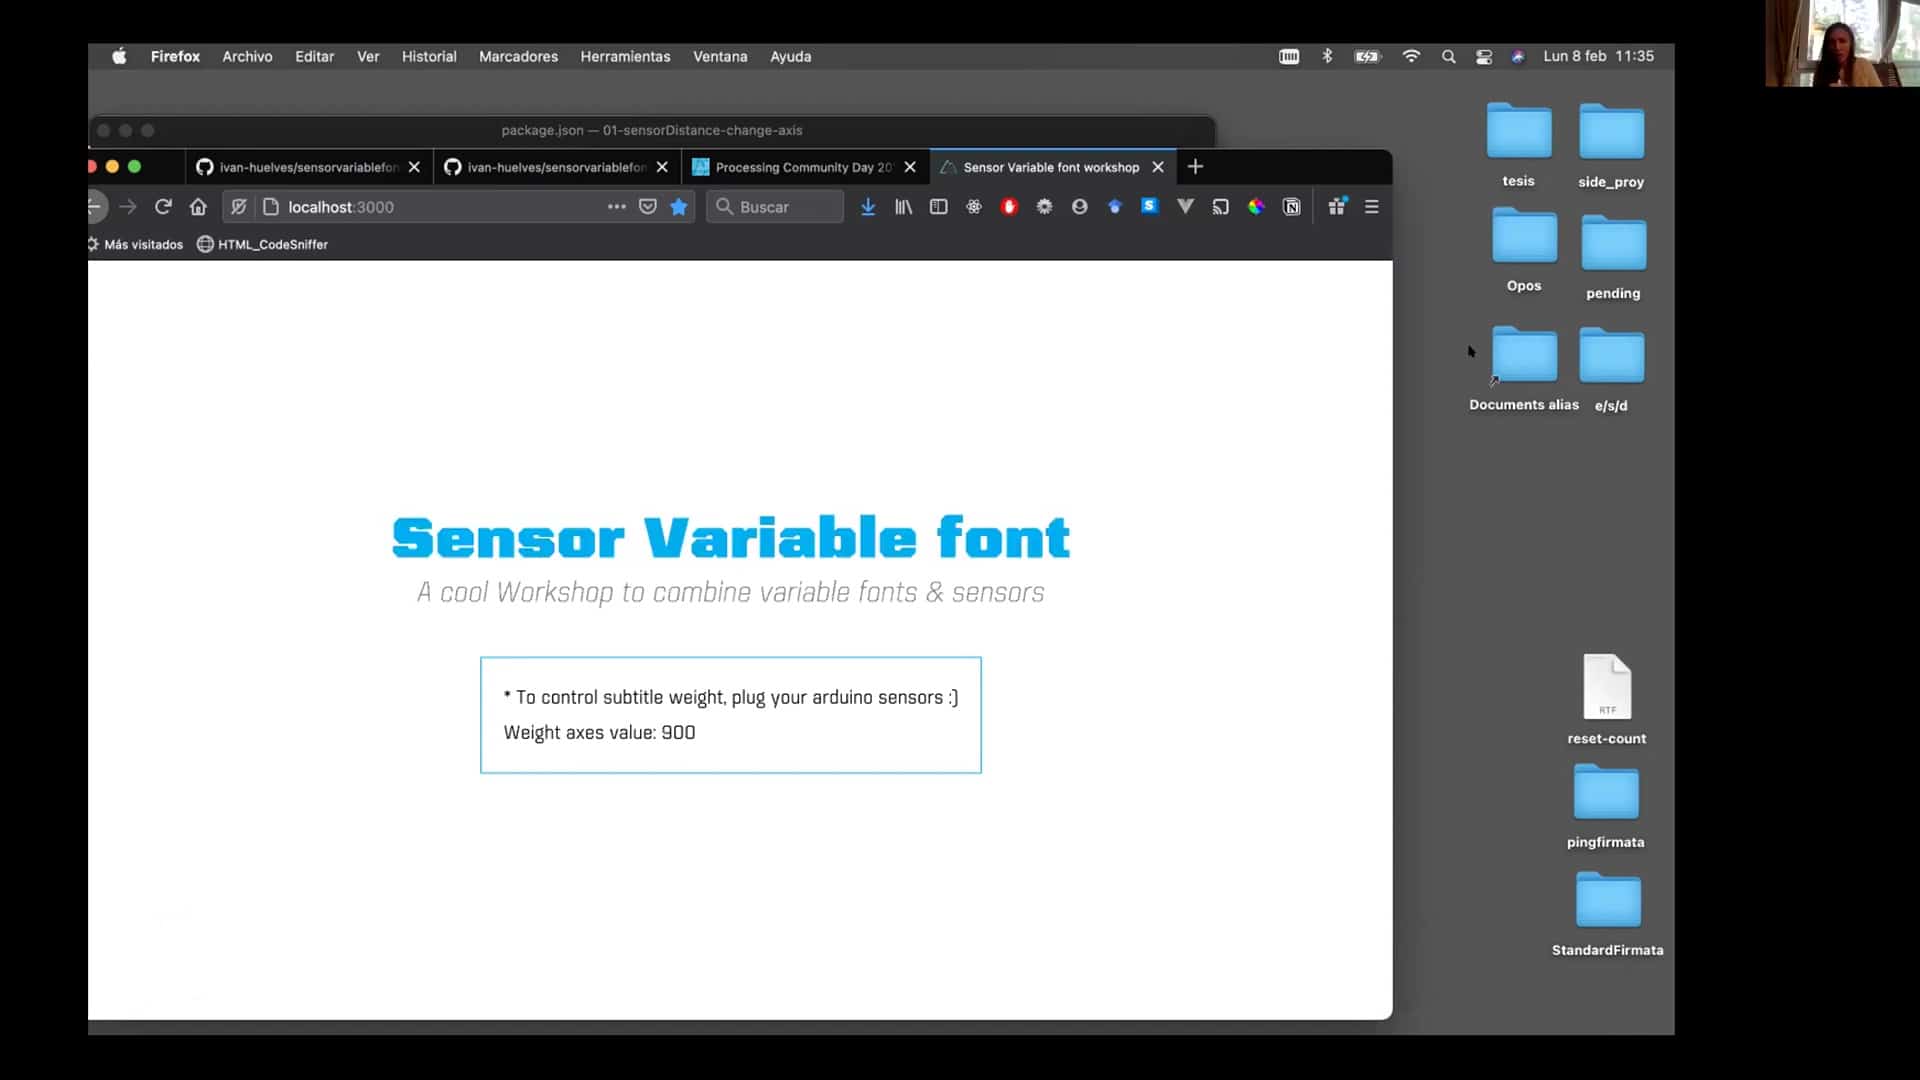 Firefox Archivo Editar Ver Historial Marcadores Herramientas Ventana Ayuda Lun 8 feb 11:35
package.json — 01-sensorDistance-change-axis
ivan-huelves/sensorvariablefon ivan-huelves/sensorvariablefon Processing Community Day 20 Sensor Variable font workshop
localhost:3000 Buscar
Más visitados HTML_CodeSniffer
Sensor Variable font
A cool Workshop to combine variable fonts & sensors
* To control subtitle weight, plug your arduino sensors :)
Weight axes value: 900
tesis side_proy
Opos pending
Documents alias e/s/d
RTF
reset-count
pingfirmata
StandardFirmata